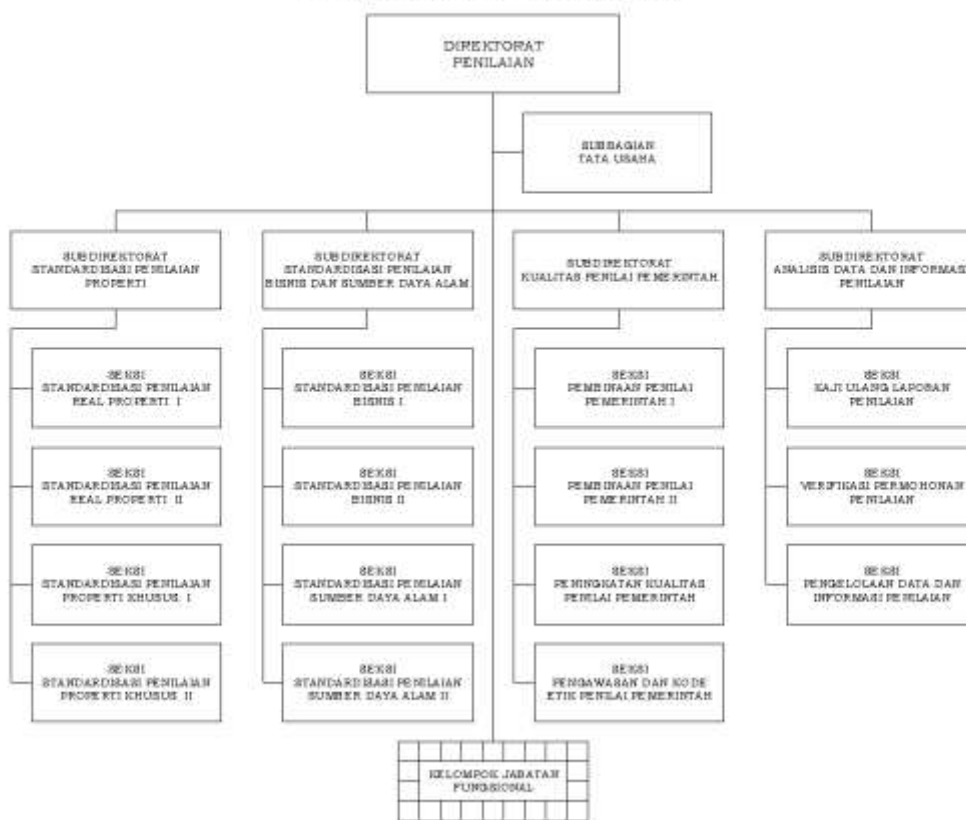 DIREKTORAT
PENILAIAN
SUBBAGIAN
TATA USAHA
SUBDIREKTORAT
STANDARDISASI PENILAIAN
PROPERTI
SUBDIREKTORAT
STANDARDISASI PENILAIAN
BISNIS DAN SUMBER DAYA ALAM
SUBDIREKTORAT
KUALITAS PENILAI PEMERINTAH
SUBDIREKTORAT
ANALISIS DATA DAN INFORMASI
PENILAIAN
SEKSI
STANDARDISASI PENILAIAN
REAL PROPERTI I
SEKSI
STANDARDISASI PENILAIAN
REAL PROPERTI II
SEKSI
STANDARDISASI PENILAIAN
PROPERTI KHUSUS I
SEKSI
STANDARDISASI PENILAIAN
PROPERTI KHUSUS II
SEKSI
STANDARDISASI PENILAIAN
BISNIS I
SEKSI
STANDARDISASI PENILAIAN
BISNIS II
SEKSI
STANDARDISASI PENILAIAN
SUMBER DAYA ALAM I
SEKSI
STANDARDISASI PENILAIAN
SUMBER DAYA ALAM II
SEKSI
PEMBINAAN PENILAI
PEMERINTAH I
SEKSI
PEMBINAAN PENILAI
PEMERINTAH II
SEKSI
PENINGKATAN KUALITAS
PENILAI PEMERINTAH
SEKSI
PENGAWASAN DAN KODE
ETIK PENILAI PEMERINTAH
SEKSI
KAJI ULANG LAPORAN
PENILAIAN
SEKSI
VERIFIKASI PERMOHONAN
PENILAIAN
SEKSI
PENGELOLAAN DATA DAN
INFORMASI PENILAIAN
KELOMPOK JABATAN
FUNGSIONAL